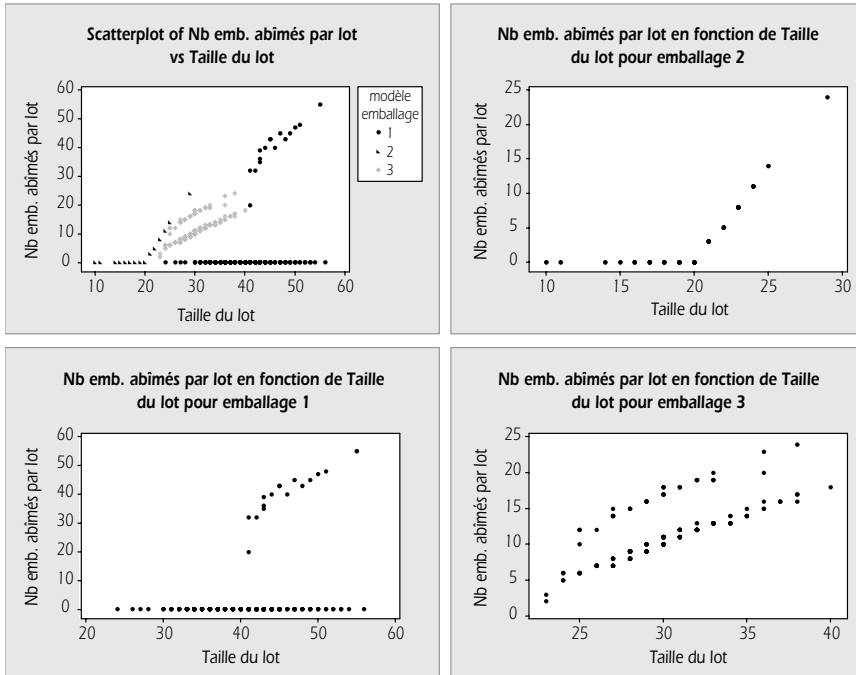 Scatterplot of Nb emb. abîmés par lot
vs Taille du lot
Nb emb. abîmés par lot
60
50
40
30
20
10
0
10 20 30 40 50 60
Taille du lot
modèle
emballage
1
2
3
Nb emb. abîmés par lot en fonction de Taille
du lot pour emballage 2
Nb emb. abîmés par lot
25
20
15
10
5
0
10 15 20 25 30
Taille du lot
Nb emb. abîmés par lot en fonction de Taille
du lot pour emballage 1
Nb emb. abîmés par lot
60
50
40
30
20
10
0
20 30 40 50 60
Taille du lot
Nb emb. abîmés par lot en fonction de Taille
du lot pour emballage 3
Nb emb. abîmés par lot
25
20
15
10
5
0
25 30 35 40
Taille du lot